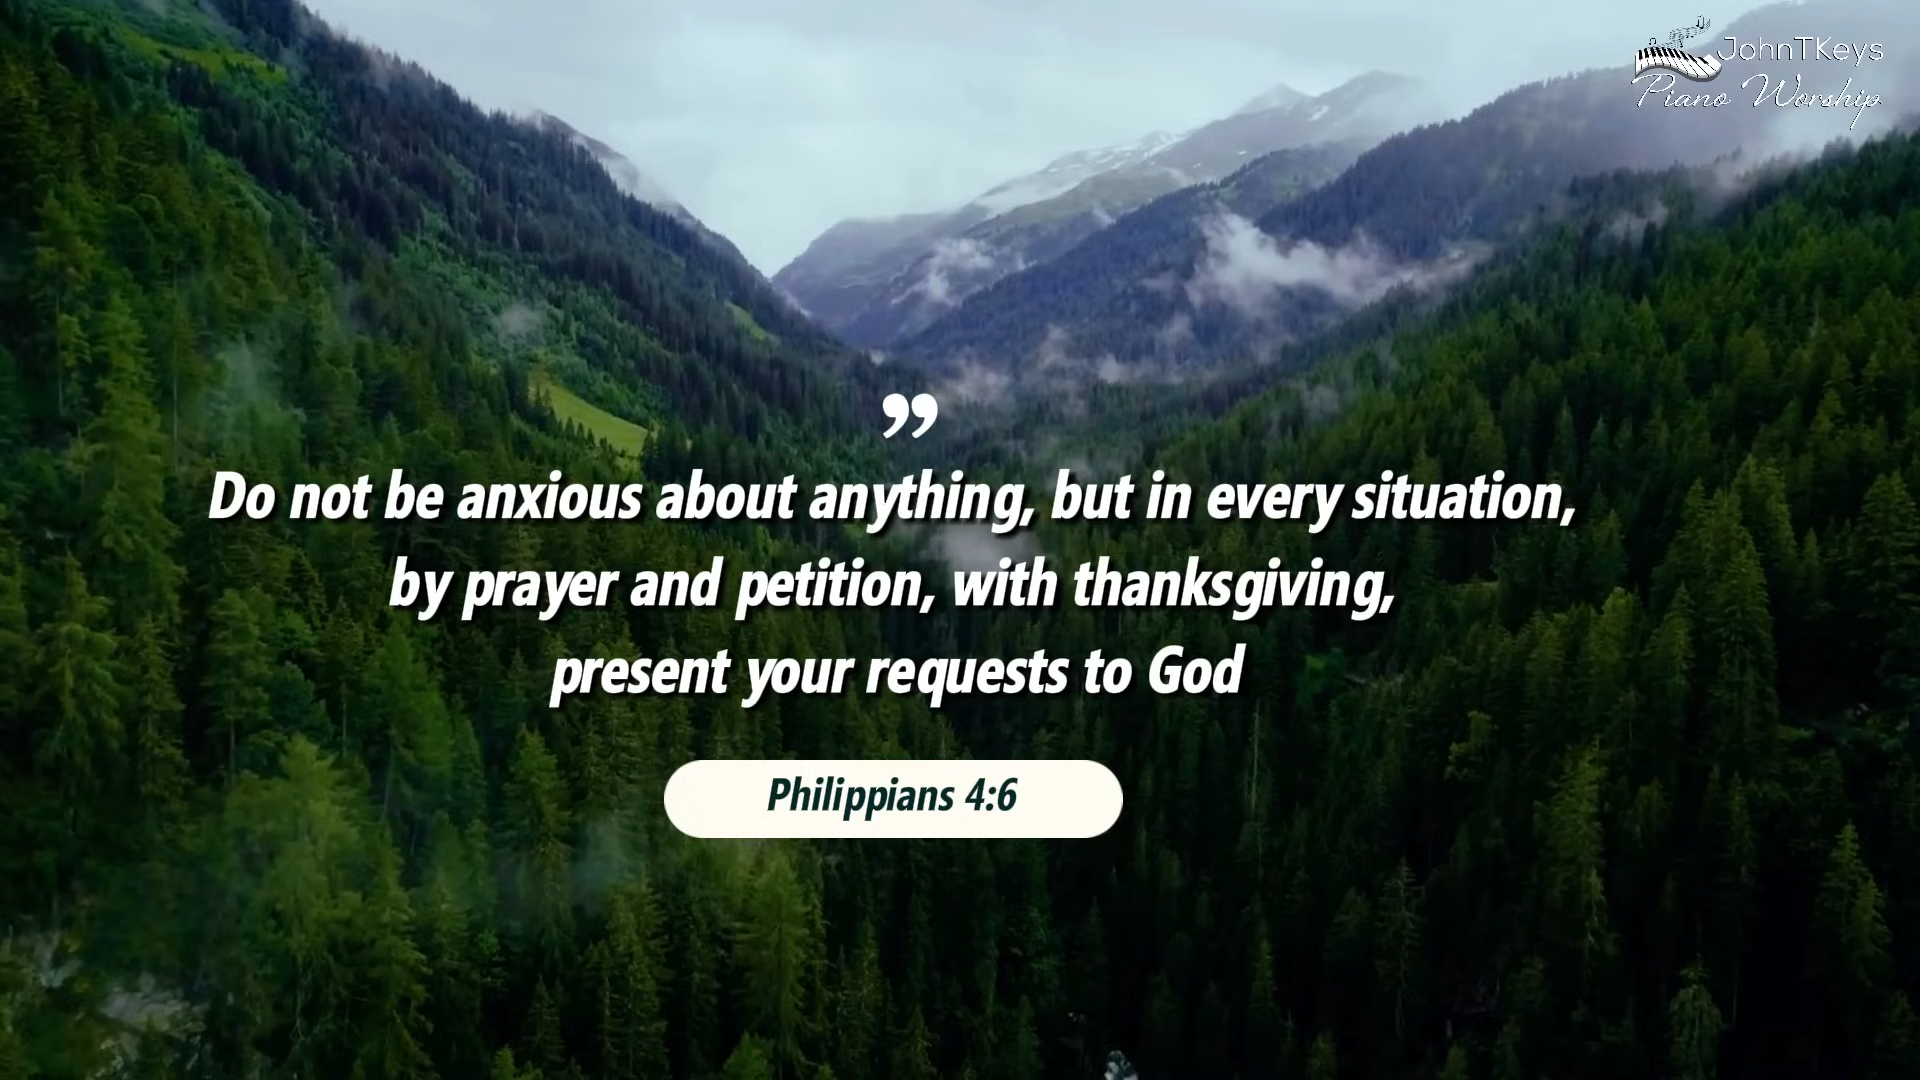 JohnTKeys
Piano Worship
”
Do not be anxious about anything, but in every situation,
by prayer and petition, with thanksgiving,
present your requests to God
Philippians 4:6